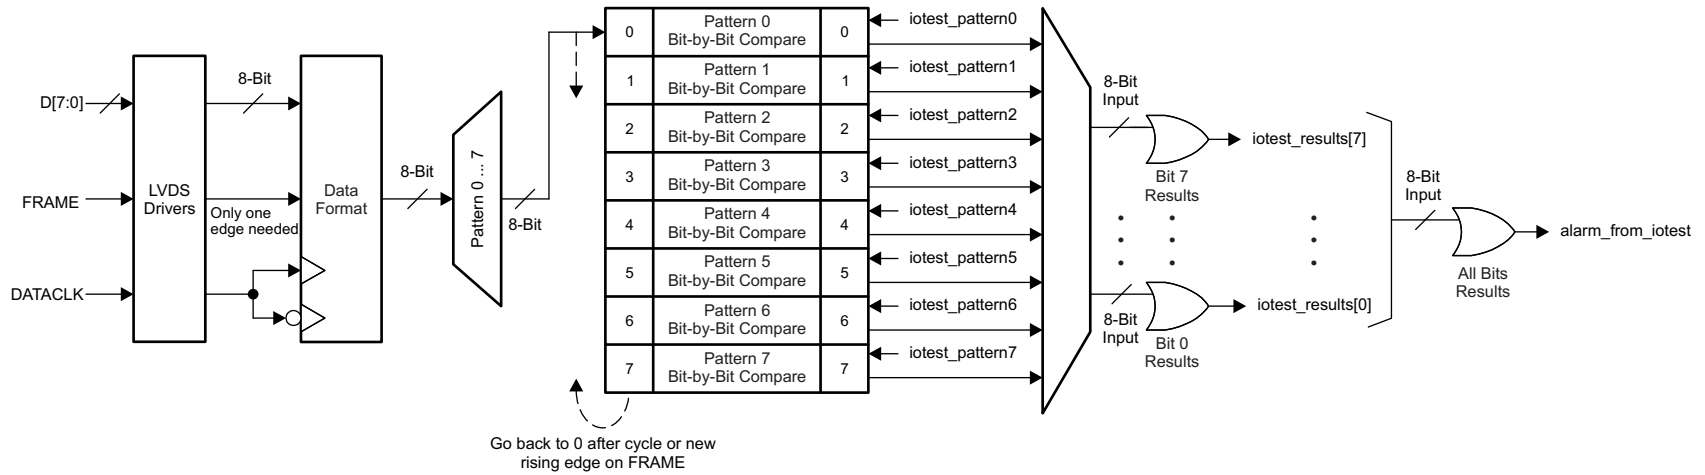 D[7:0]
FRAME
DATACLK
LVDS
Drivers
8-Bit
Only one
edge needed
Data
Format
8-Bit
Pattern 0 ... 7
8-Bit
0
Pattern 0
Bit-by-Bit Compare
0
iotest_pattern0
1
Pattern 1
Bit-by-Bit Compare
1
iotest_pattern1
2
Pattern 2
Bit-by-Bit Compare
2
iotest_pattern2
3
Pattern 3
Bit-by-Bit Compare
3
iotest_pattern3
4
Pattern 4
Bit-by-Bit Compare
4
iotest_pattern4
5
Pattern 5
Bit-by-Bit Compare
5
iotest_pattern5
6
Pattern 6
Bit-by-Bit Compare
6
iotest_pattern6
7
Pattern 7
Bit-by-Bit Compare
7
iotest_pattern7
Go back to 0 after cycle or new
rising edge on FRAME
8-Bit
Input
Bit 7
Results
iotest_results[7]
8-Bit
Input
Bit 0
Results
iotest_results[0]
8-Bit
Input
All Bits
Results
alarm_from_iotest